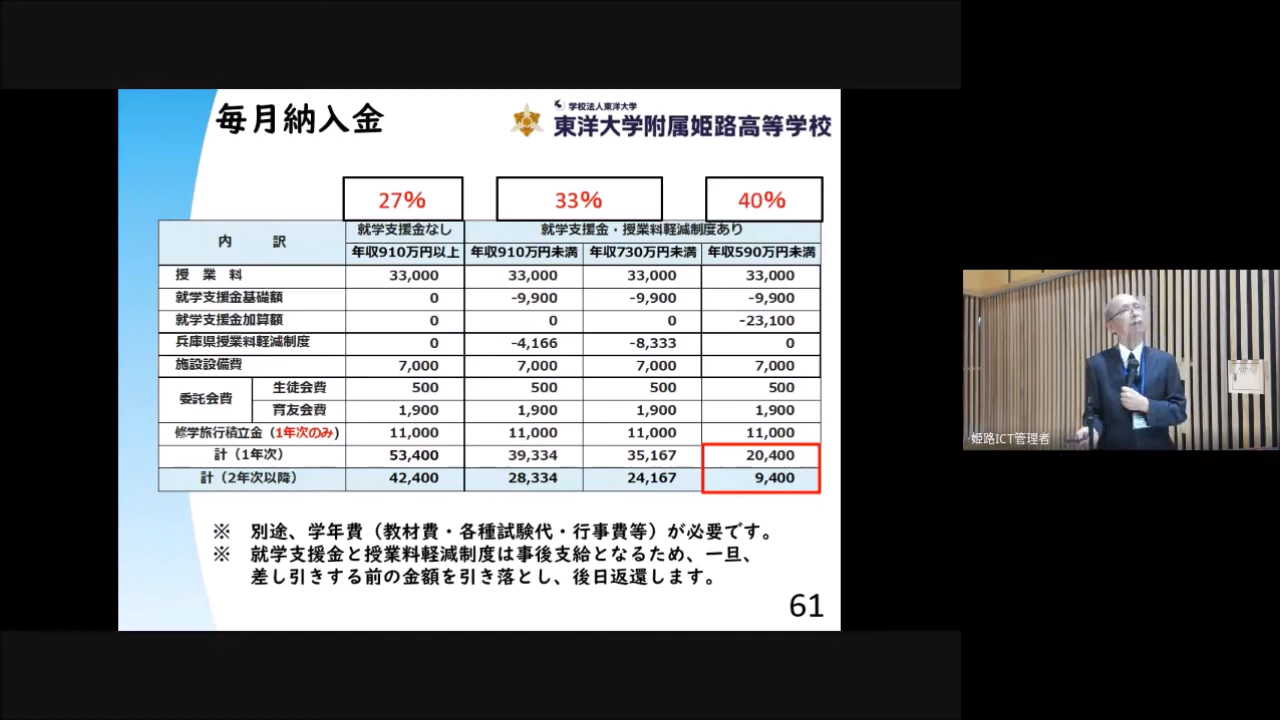 毎月納入金
学校法人東洋大学
東洋大学附属姫路高等学校
27% 33% 40%
内 訳 就学支援金なし 就学支援金・授業料軽減制度あり
年収910万円以上 年収910万円未満 年収730万円未満 年収590万円未満
授業料 33,000 33,000 33,000 33,000
就学支援金基礎額 0 -9,900 -9,900 -9,900
就学支援金加算額 0 0 0 -23,100
兵庫県授業料軽減制度 0 -4,166 -8,333 0
施設設備費 7,000 7,000 7,000 7,000
委託会費 生徒会費 500 500 500 500
育友会費 1,900 1,900 1,900 1,900
修学旅行積立金（1年次のみ) 11,000 11,000 11,000 11,000
計（1年次） 53,400 39,334 35,167 20,400
計（2年次以降） 42,400 28,334 24,167 9,400
※ 別途、学年費（教材費・各種試験代・行事費等）が必要です。
※ 就学支援金と授業料軽減制度は事後支給となるため、一旦、
差し引きする前の金額を引き落とし、後日返還します。
61
姫路ICT管理者